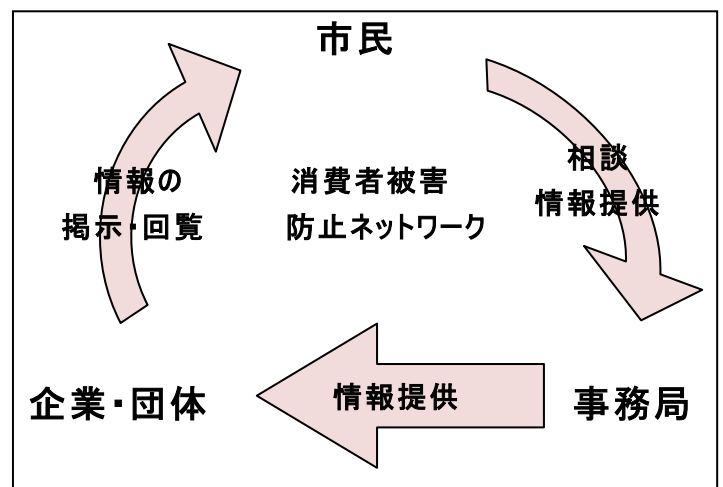 市民
相談
情報提供
情報の
掲示・回覧
消費者被害
防止ネットワーク
企業・団体
情報提供
事務局